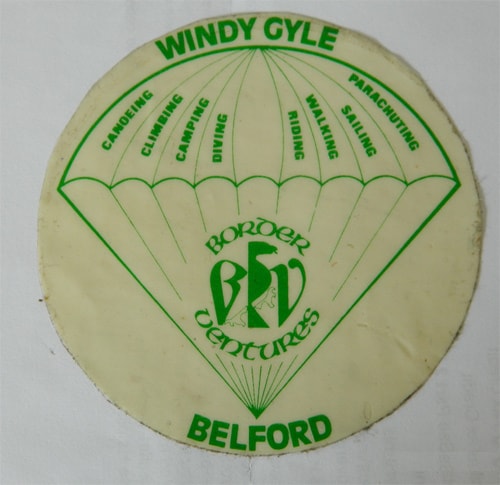 WINDY GYLE
CANOEING
CLIMBING
CAMPING
DIVING
RIDING
WALKING
SAILING
PARACHUTING
BORDER
BV
VENTURES
BELFORD